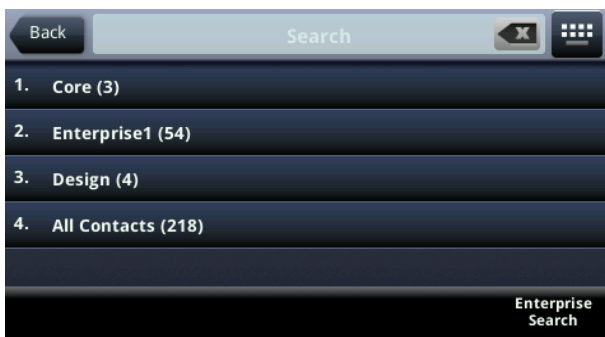 Back
Search
1. Core (3)
2. Enterprise1 (54)
3. Design (4)
4. All Contacts (218)
Enterprise
Search